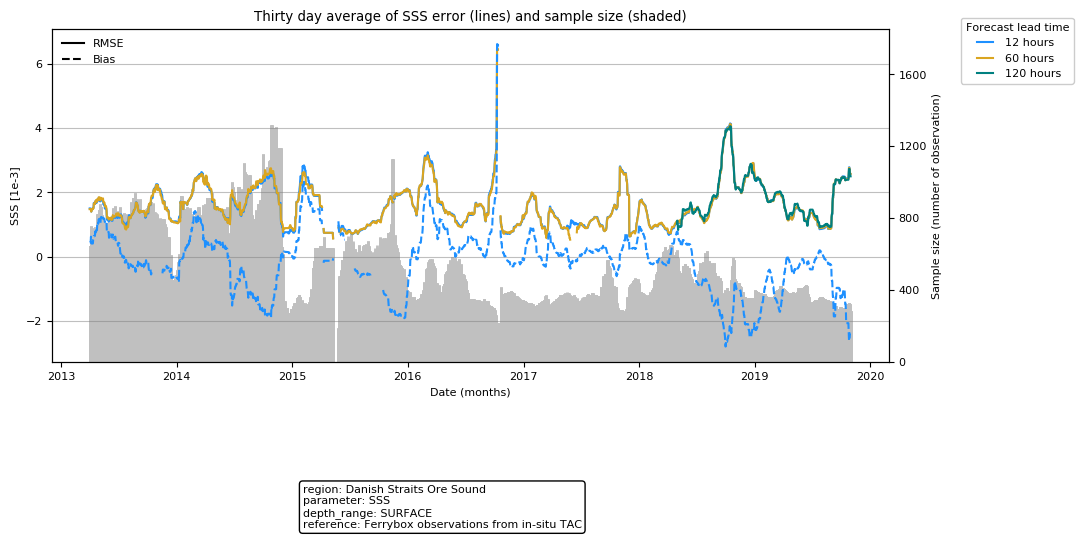 Thirty day average of SSS error (lines) and sample size (shaded)
RMSE
Bias
Forecast lead time
12 hours
60 hours
120 hours
SSS [1e-3]
6
4
2
0
−2
Sample size (number of observation)
1600
1200
800
400
0
2013
2014
2015
2016
2017
2018
2019
2020
Date (months)
region: Danish Straits Ore Sound
parameter: SSS
depth_range: SURFACE
reference: Ferrybox observations from in-situ TAC